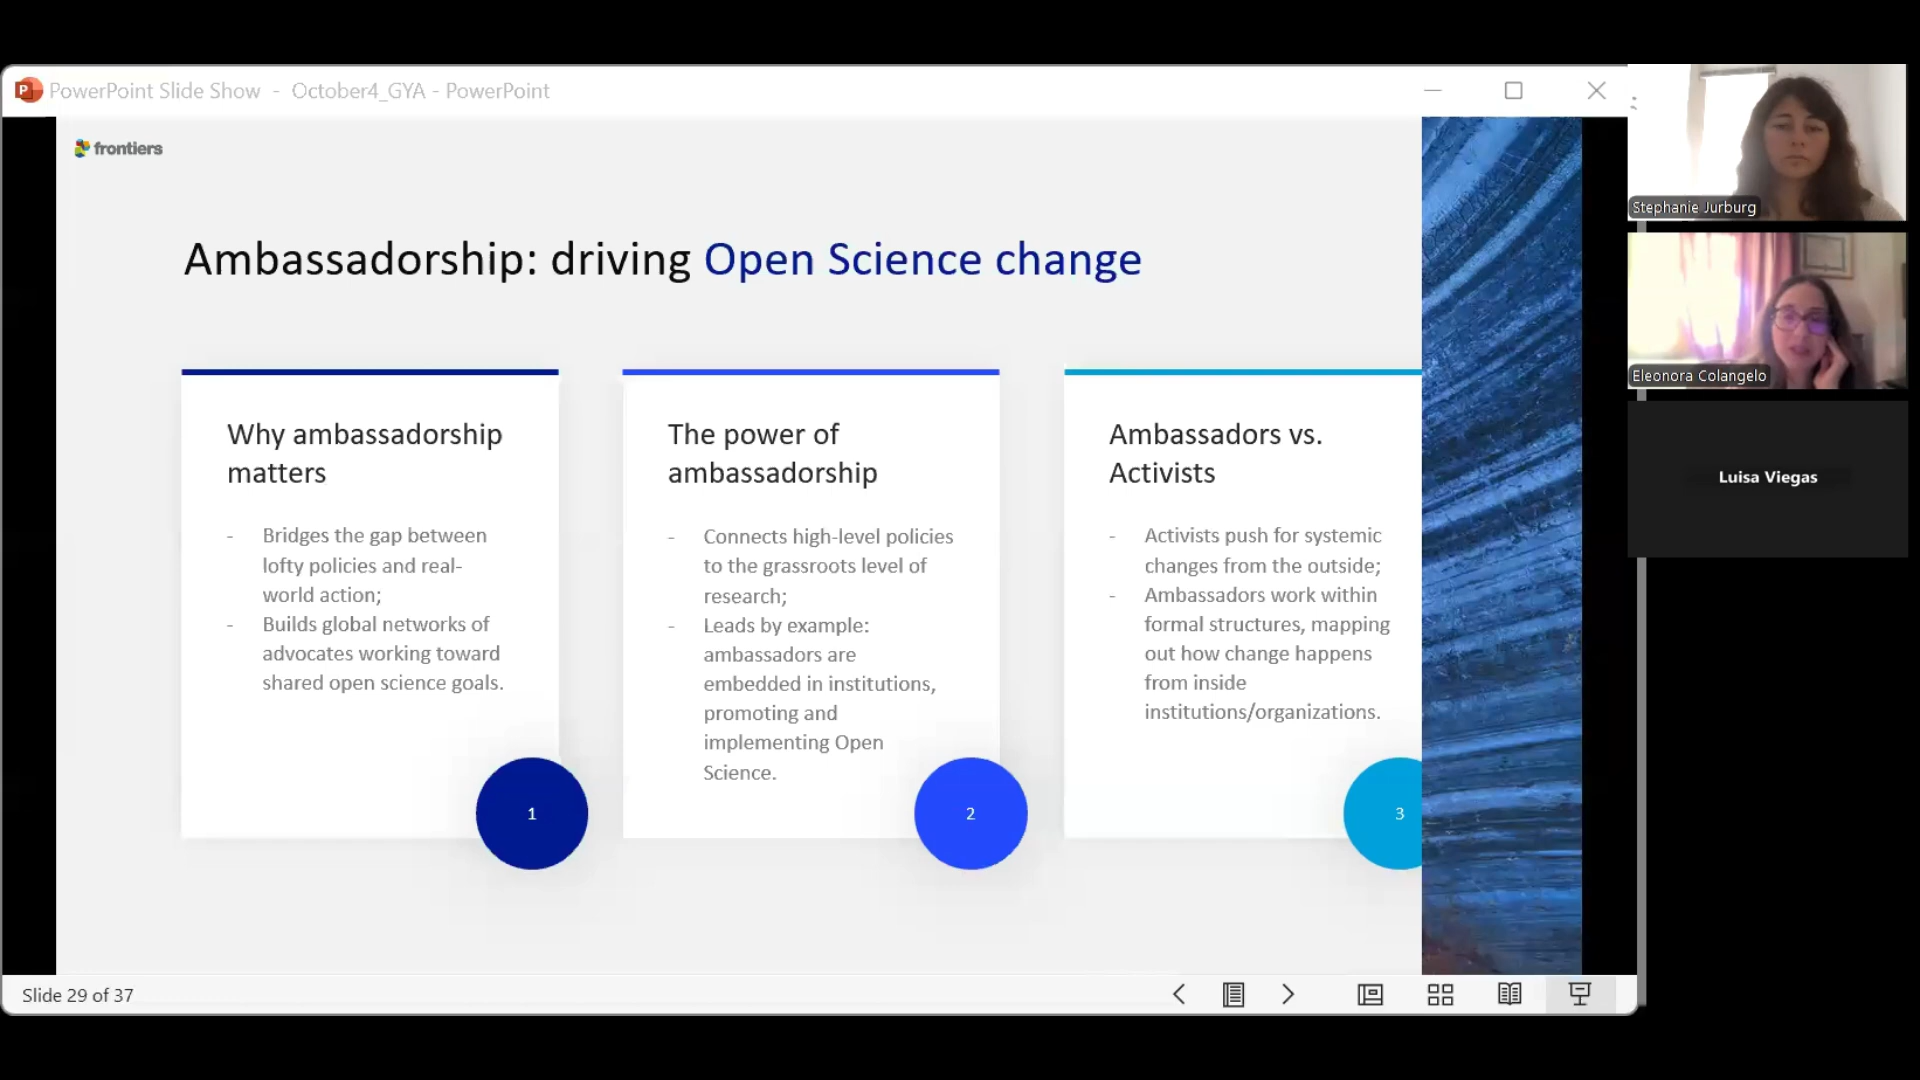 PowerPoint Slide Show - October4_GYA - PowerPoint
frontiers
Ambassadorship: driving Open Science change
Why ambassadorship
matters
- Bridges the gap between
lofty policies and real-
world action;
- Builds global networks of
advocates working toward
shared open science goals.
1
The power of
ambassadorship
- Connects high-level policies
to the grassroots level of
research;
- Leads by example:
ambassadors are
embedded in institutions,
promoting and
implementing Open
Science.
2
Ambassadors vs.
Activists
- Activists push for systemic
changes from the outside;
- Ambassadors work within
formal structures, mapping
out how change happens
from inside
institutions/organizations.
3
Slide 29 of 37
Stephanie Jurburg
Eleonora Colangelo
Luisa Viegas